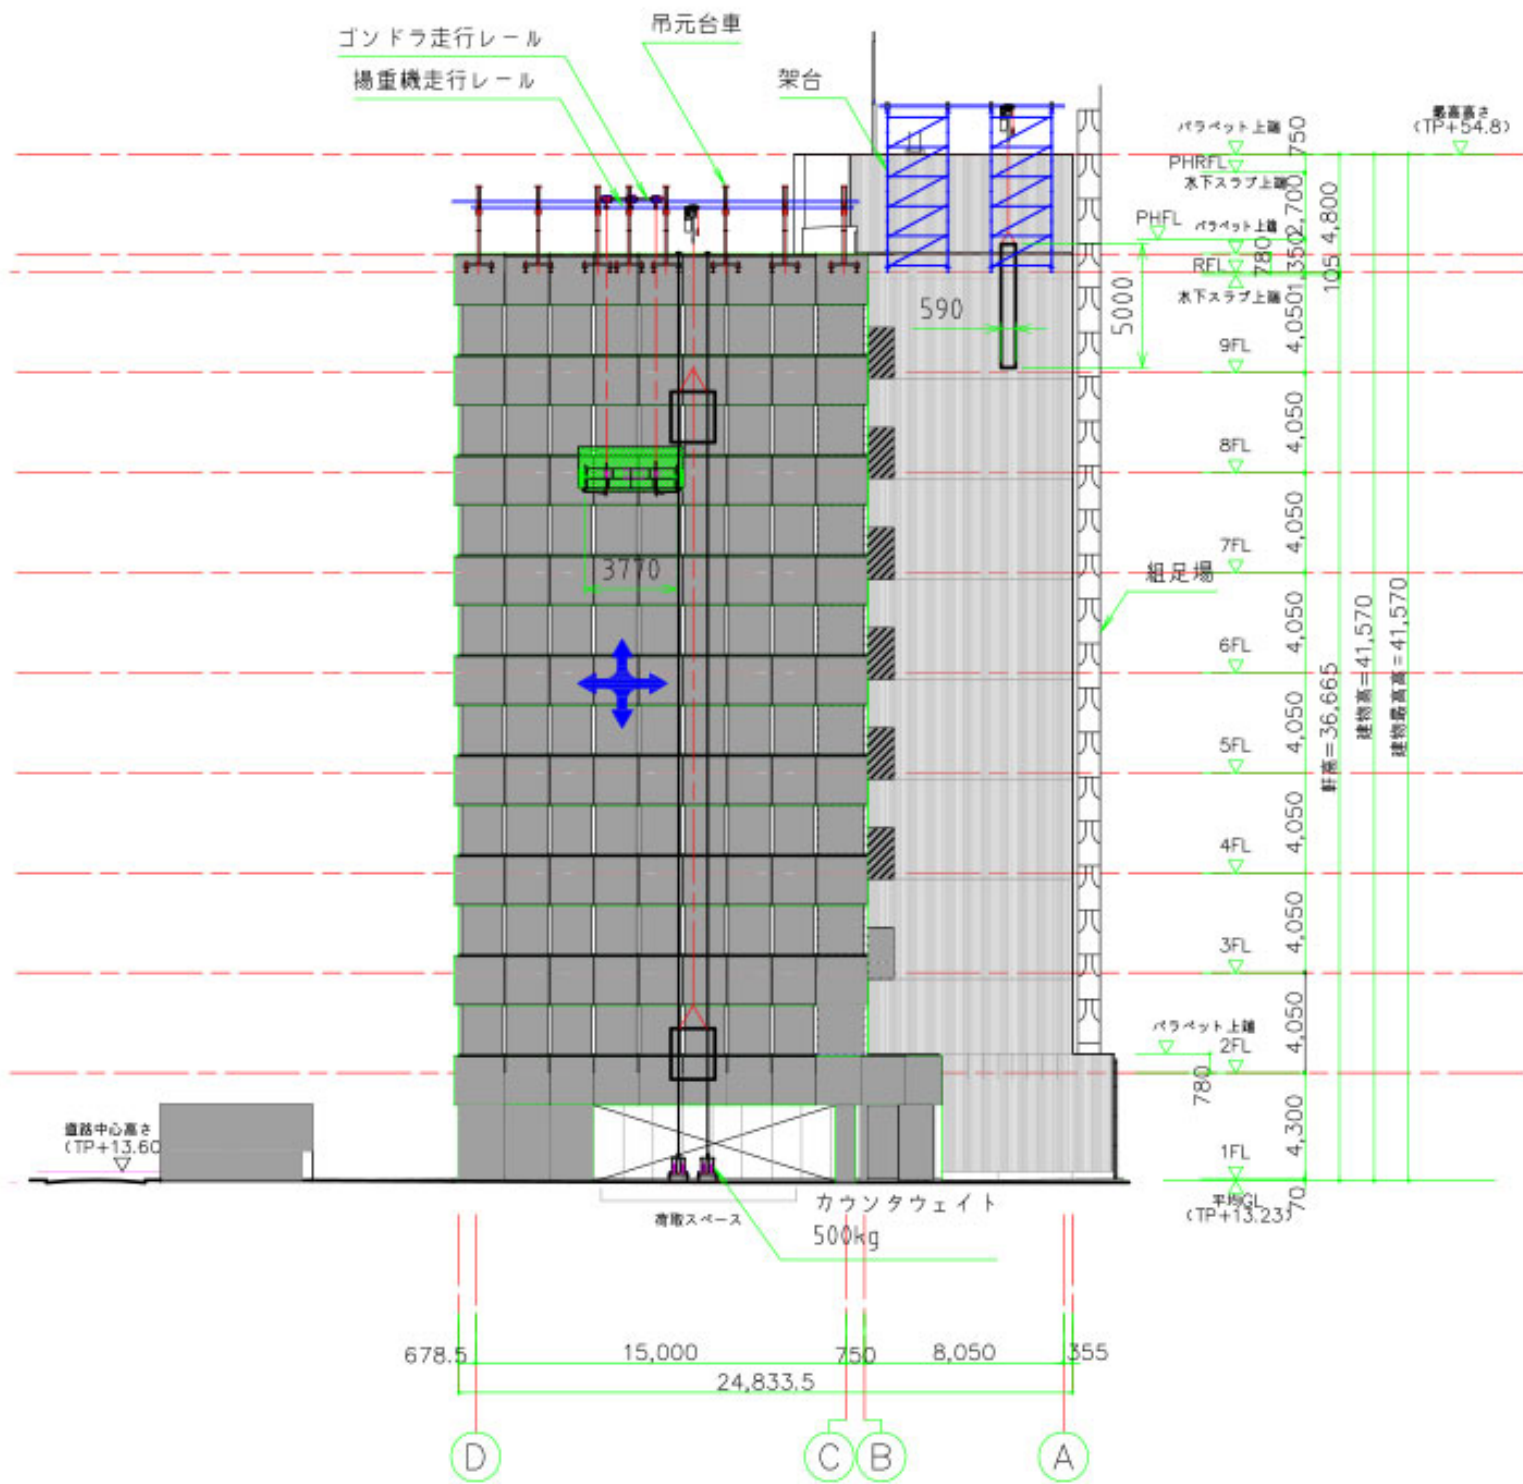 吊元台車
ゴンドラ走行レール
揚重機走行レール
架台
最高高さ
(TP+54.8)
パラペット上端
750
PHRFL
水下スラブ上端
2,700
4,800
PHFL
パラペット上端
780
1,350
RFL
105
水下スラブ上端
590
5000
4,050
9FL
4,050
8FL
4,050
7FL
3770
組足場
4,050
6FL
4,050
軒高=36,665
建物高=41,570
建物最高高=41,570
5FL
4,050
4FL
4,050
3FL
4,050
パラペット上端
2FL
780
道路中心高さ
(TP+13.60
4,300
1FL
平均GL
(TP+13.23)
70
カウンタウェイト
500kg
荷取スペース
678.5
15,000
750
8,050
355
24,833.5
D
C
B
A